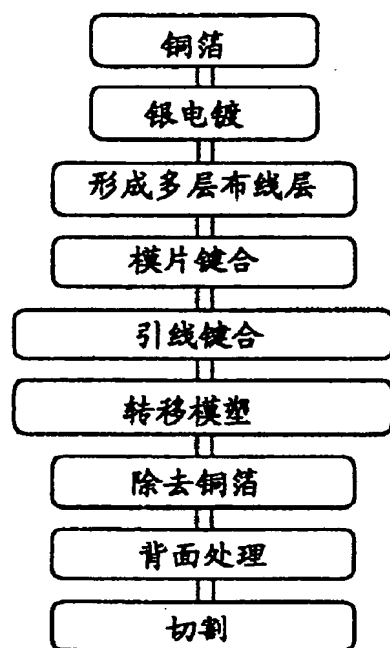 铜箔
银电镀
形成多层布线层
模片键合
引线键合
转移模塑
除去铜箔
背面处理
切割